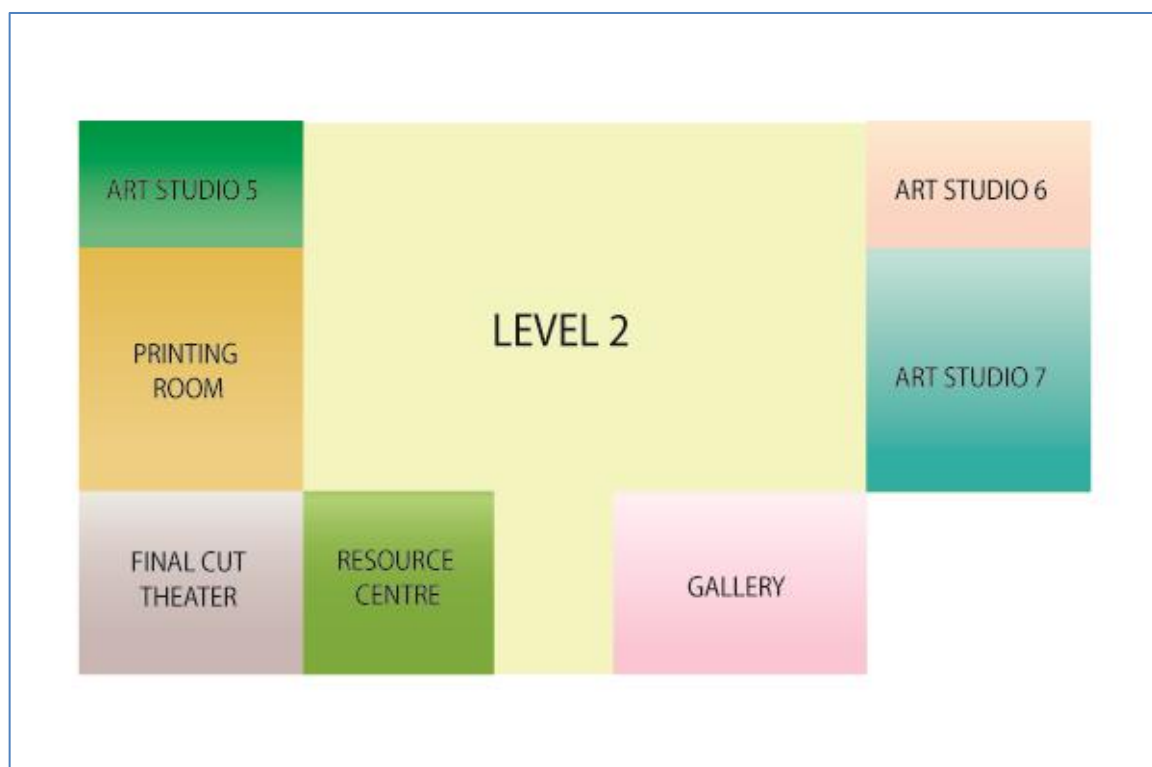 ART STUDIO 5
ART STUDIO 6
LEVEL 2
PRINTING
ROOM
ART STUDIO 7
FINAL CUT
THEATER
RESOURCE
CENTRE
GALLERY